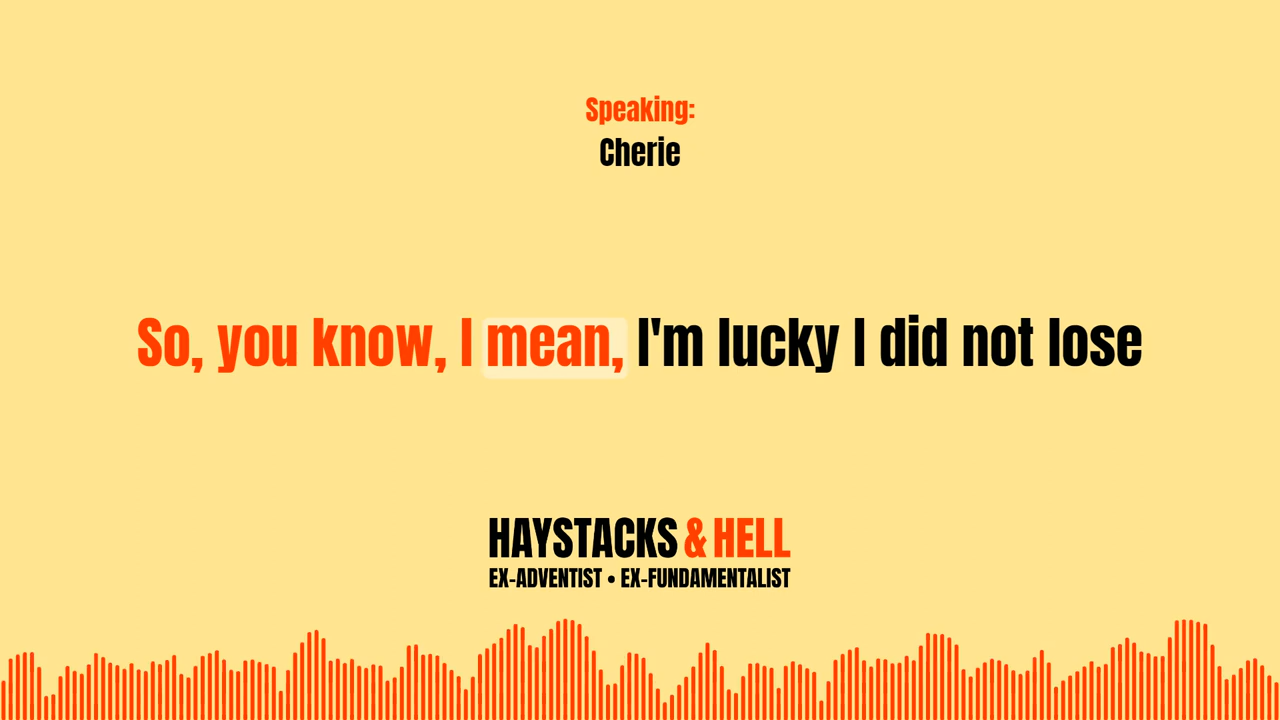 Speaking:
Cherie
So, you know, I mean, I'm lucky I did not lose
HAYSTACKS & HELL
EX-ADVENTIST • EX-FUNDAMENTALIST